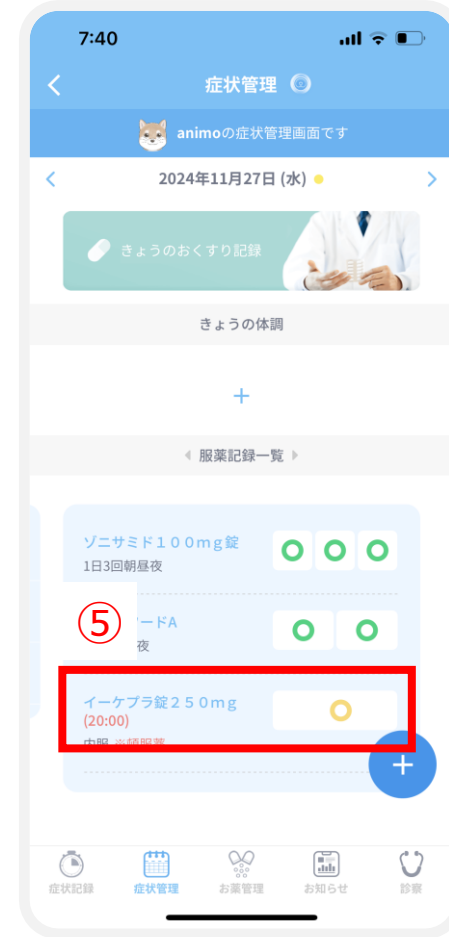 7:40
症状管理
animoの症状管理画面です
2024年11月27日 (水)
きょうのおくすり記録
きょうの体調
+
服薬記録一覧
ゾニサミド100mg錠
1日3回朝昼夜
⑤
ードA
夜
イーケプラ錠250mg
(20:00)
内服 ※頓服薬
+
症状記録
症状管理
お薬管理
お知らせ
診察